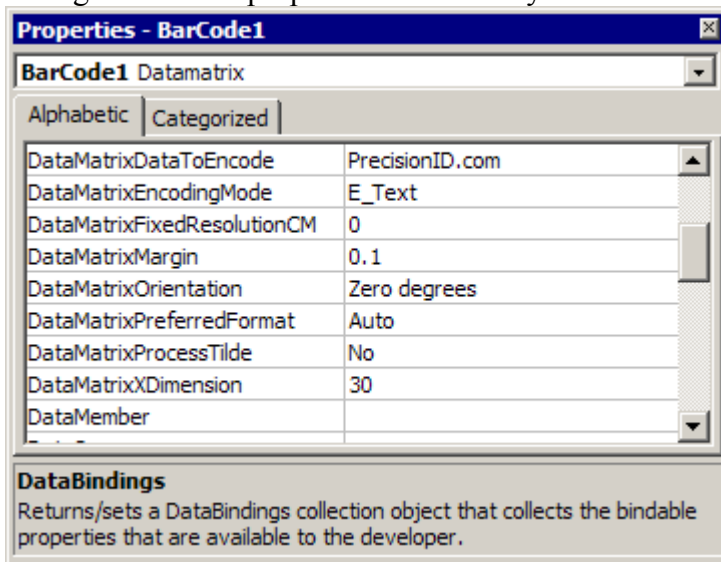 Properties - BarCode1
BarCode1 Datamatrix
Alphabetic Categorized
DataMatrixDataToEncode PrecisionID.com
DataMatrixEncodingMode E_Text
DataMatrixFixedResolutionCM 0
DataMatrixMargin 0.1
DataMatrixOrientation Zero degrees
DataMatrixPreferredFormat Auto
DataMatrixProcessTilde No
DataMatrixXDimension 30
DataMember
DataBindings
Returns/sets a DataBindings collection object that collects the bindable
properties that are available to the developer.